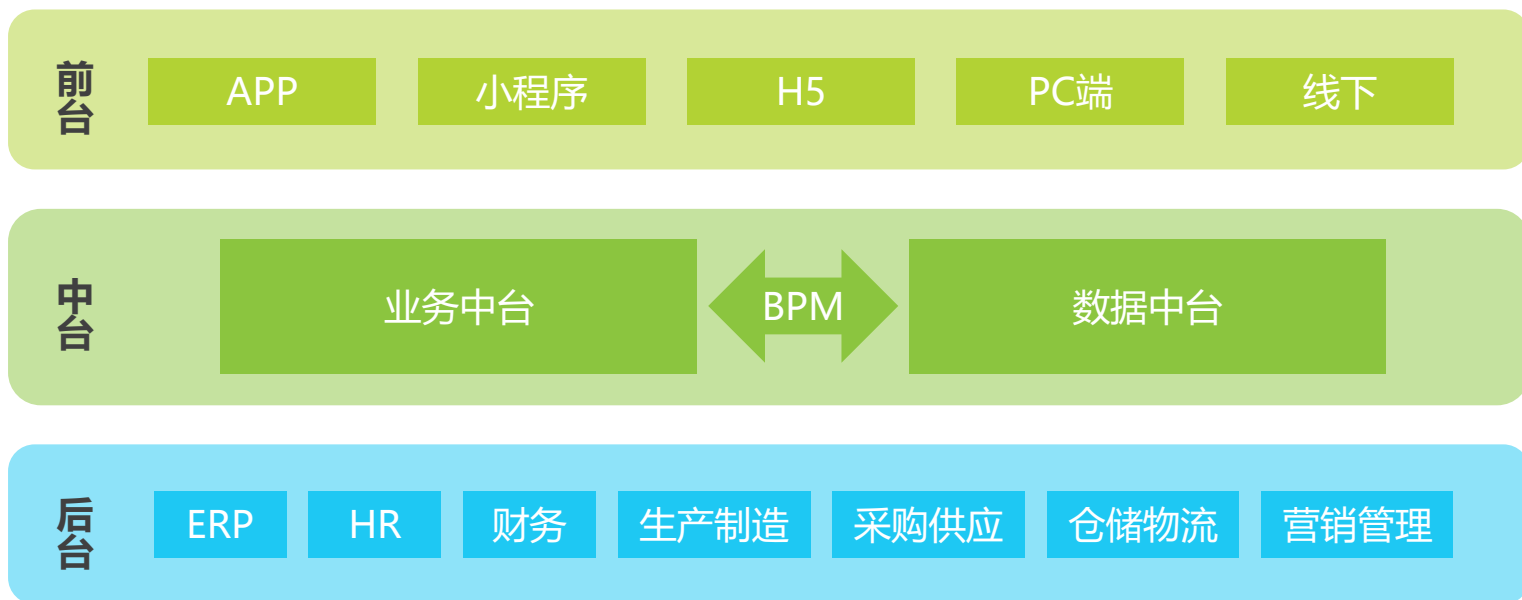 前台
APP
小程序
H5
PC端
线下
中台
业务中台
BPM
数据中台
后台
ERP
HR
财务
生产制造
采购供应
仓储物流
营销管理